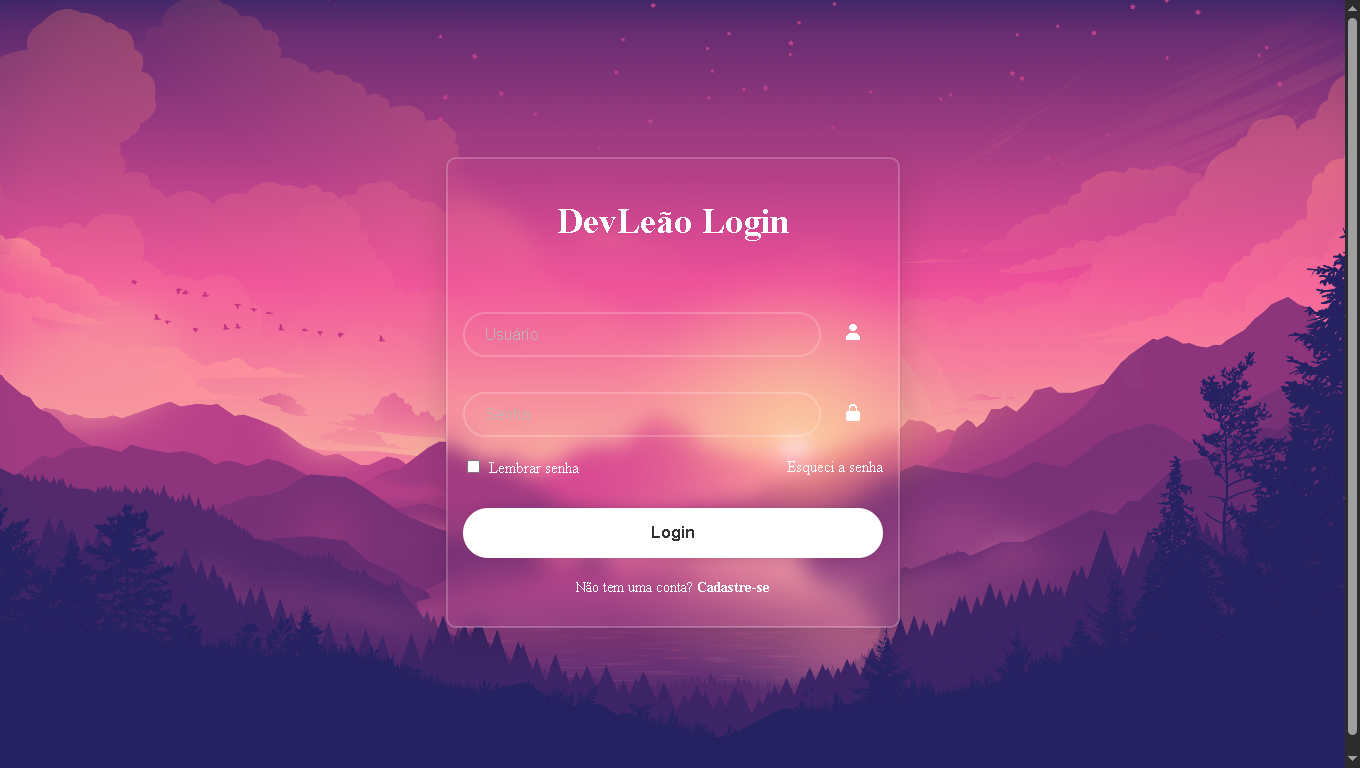 DevLeão Login
Usuário
Senha
Lembrar senha
Esqueci a senha
Login
Não tem uma conta? Cadastre-se